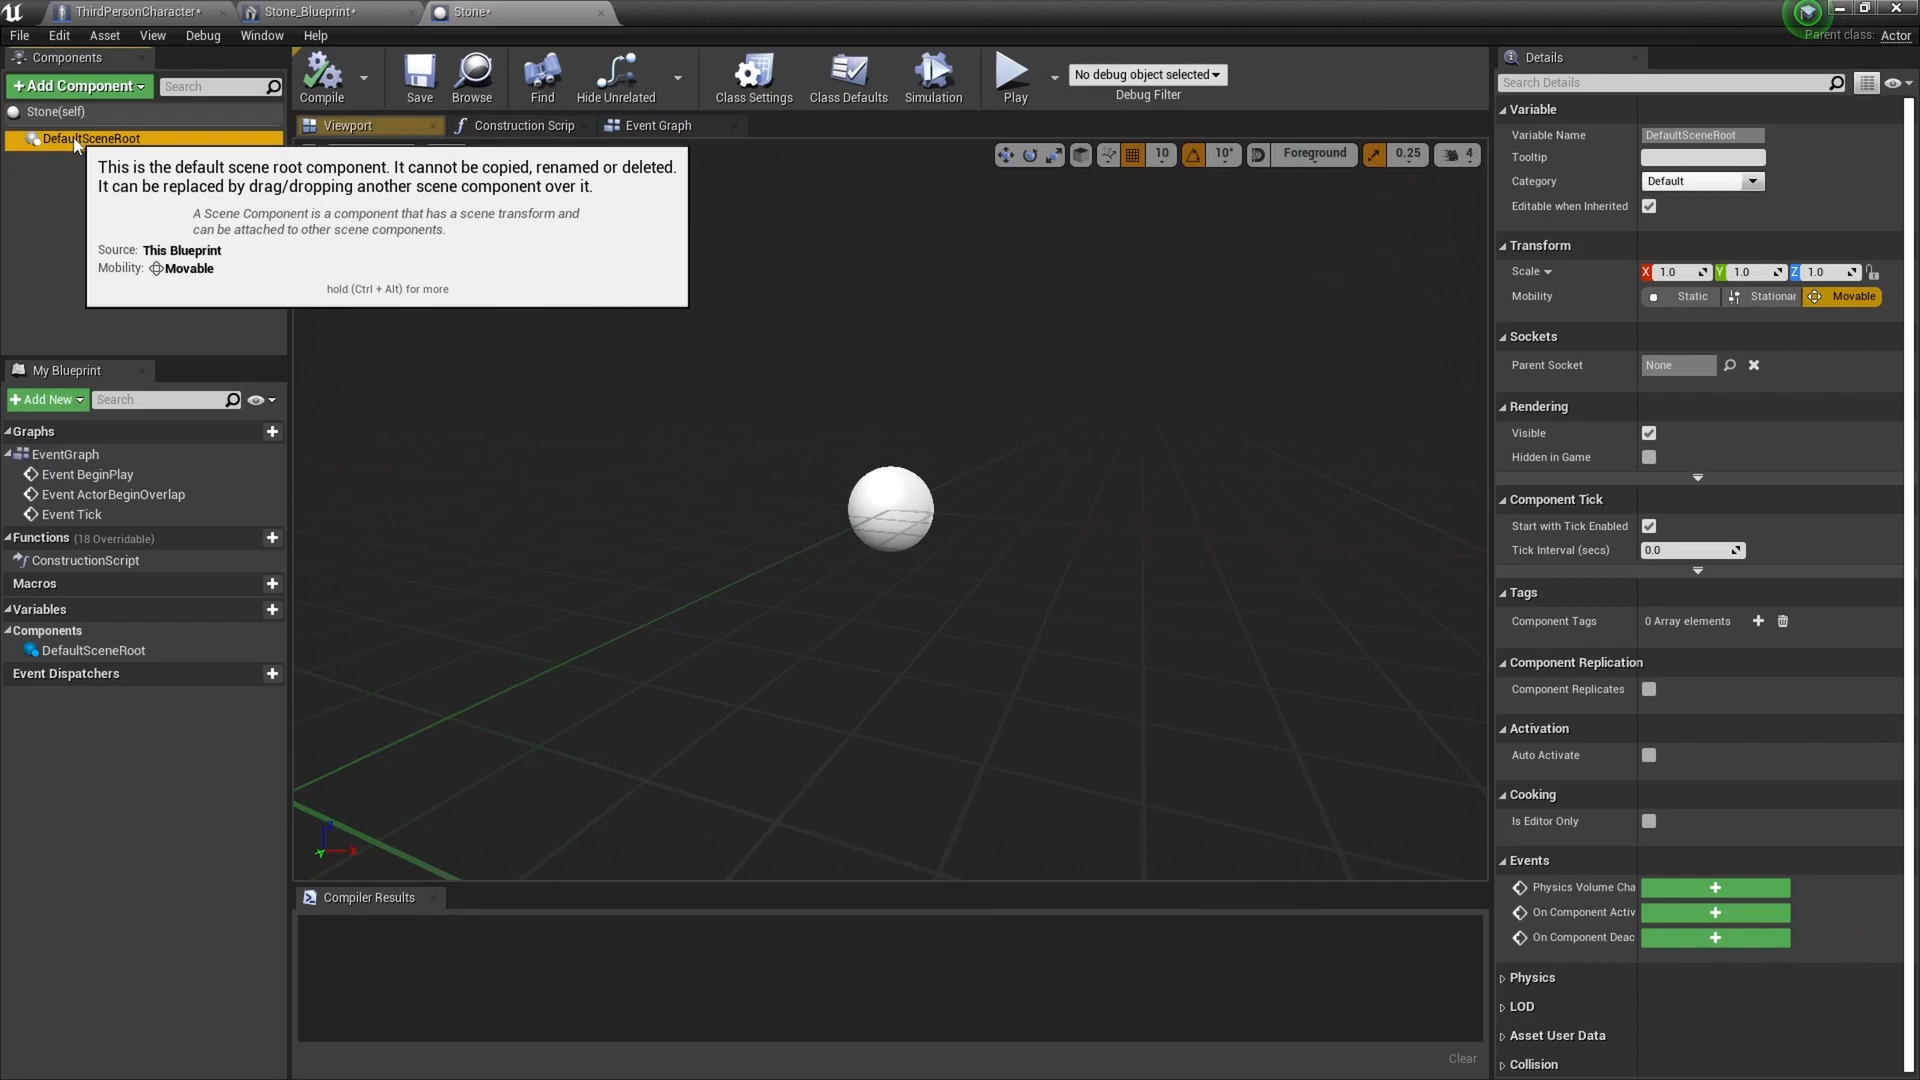 ThirdPersonCharacter*
Stone_Blueprint*
Stone*
File
Edit
Asset
View
Debug
Window
Help
Parent class: Actor
Components
Add Component
Search
Stone(self)
DefaultSceneRoot
This is the default scene root component. It cannot be copied, renamed or deleted.
It can be replaced by drag/dropping another scene component over it.
A Scene Component is a component that has a scene transform and
can be attached to other scene components.
Source: This Blueprint
Mobility: Movable
hold (Ctrl + Alt) for more
Compile
Save
Browse
Find
Hide Unrelated
Class Settings
Class Defaults
Simulation
Play
No debug object selected
Debug Filter
Viewport
Construction Scrip
Event Graph
10
10°
Foreground
0.25
4
My Blueprint
Add New
Search
Graphs
EventGraph
Event BeginPlay
Event ActorBeginOverlap
Event Tick
Functions (18 Overridable)
ConstructionScript
Macros
Variables
Components
DefaultSceneRoot
Event Dispatchers
Z
Y
X
Compiler Results
Clear
Details
Search Details
Variable
Variable Name DefaultSceneRoot
Tooltip
Category Default
Editable when Inherited
Transform
Scale X 1.0 Y 1.0 Z 1.0
Mobility Static Stationar Movable
Sockets
Parent Socket None
Rendering
Visible
Hidden in Game
Component Tick
Start with Tick Enabled
Tick Interval (secs) 0.0
Tags
Component Tags 0 Array elements
Component Replication
Component Replicates
Activation
Auto Activate
Cooking
Is Editor Only
Events
Physics Volume Cha
On Component Activ
On Component Deac
Physics
LOD
Asset User Data
Collision